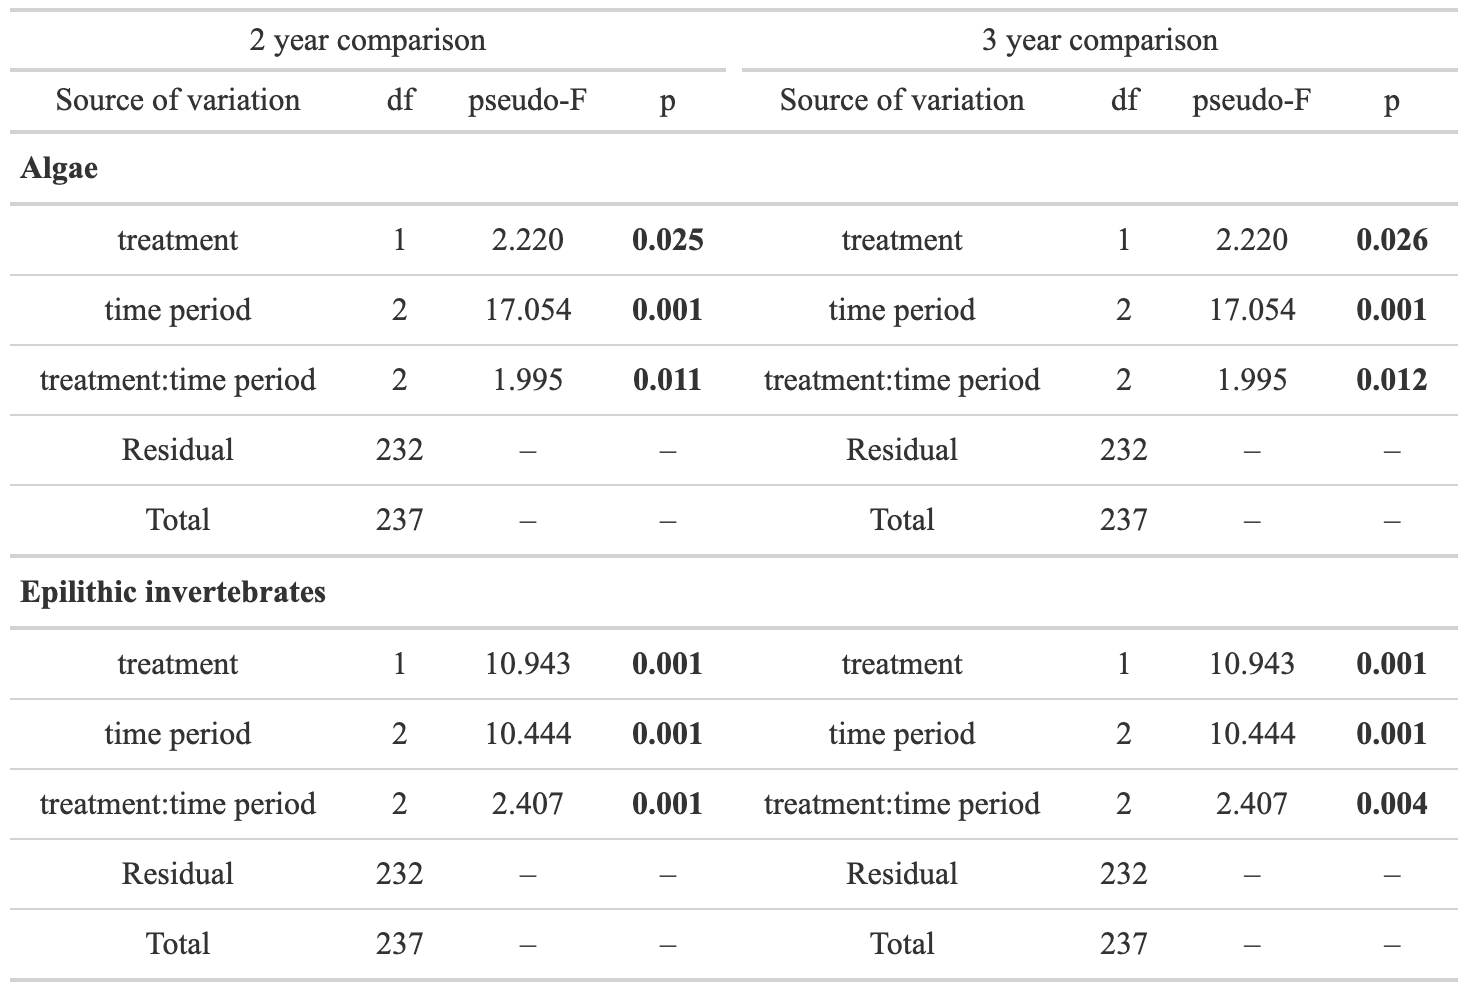 2 year comparison 3 year comparison
Source of variation df pseudo-F p Source of variation df pseudo-F p
Algae
treatment 1 2.220 0.025 treatment 1 2.220 0.026
time period 2 17.054 0.001 time period 2 17.054 0.001
treatment:time period 2 1.995 0.011 treatment:time period 2 1.995 0.012
Residual 232 – – Residual 232 – –
Total 237 – – Total 237 – –
Epilithic invertebrates
treatment 1 10.943 0.001 treatment 1 10.943 0.001
time period 2 10.444 0.001 time period 2 10.444 0.001
treatment:time period 2 2.407 0.001 treatment:time period 2 2.407 0.004
Residual 232 – – Residual 232 – –
Total 237 – – Total 237 – –